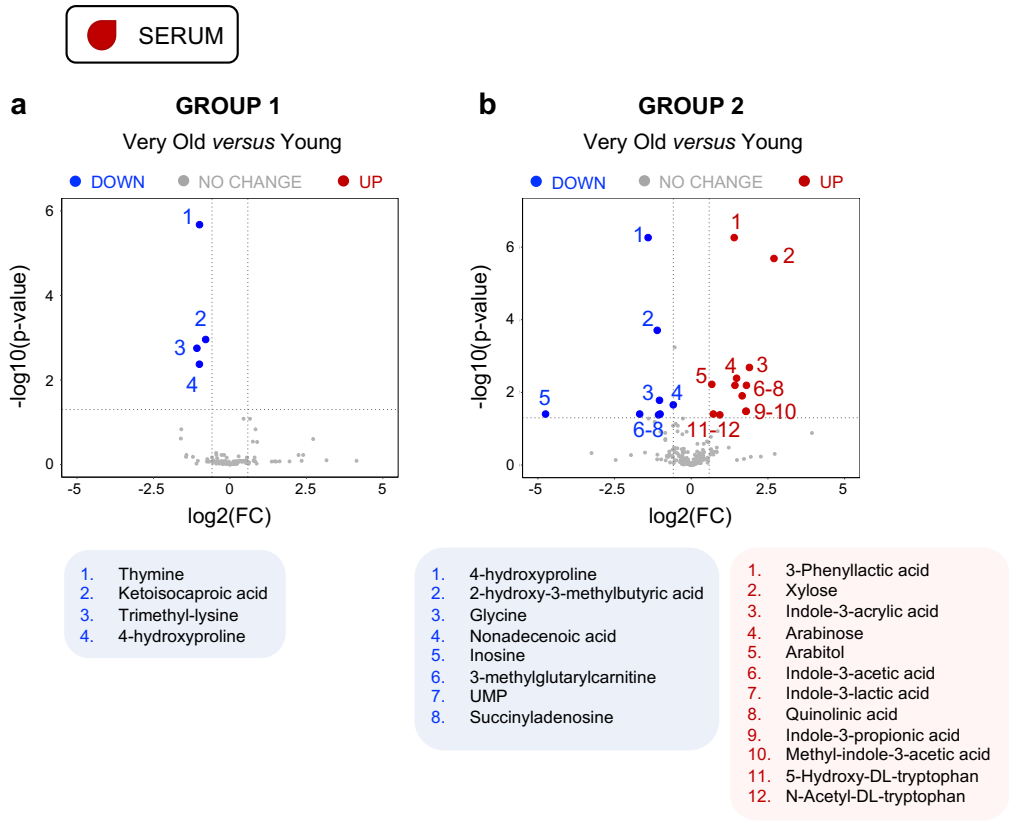 SERUM
a
GROUP 1
Very Old versus Young
DOWN NO CHANGE UP
6
4
2
0
-log10(p-value)
1
2
3
4
-5 -2.5 0 2.5 5
log2(FC)
1. Thymine
2. Ketoisocaproic acid
3. Trimethyl-lysine
4. 4-hydroxyproline
b
GROUP 2
Very Old versus Young
DOWN NO CHANGE UP
6
4
2
0
-log10(p-value)
1
2
3 4
5
6-8
1
2
3
4
5
6-8
9-10
11-12
-5 -2.5 0 2.5 5
log2(FC)
1. 4-hydroxyproline
2. 2-hydroxy-3-methylbutyric acid
3. Glycine
4. Nonadecenoic acid
5. Inosine
6. 3-methylglutarylcarnitine
7. UMP
8. Succinyladenosine
1. 3-Phenyllactic acid
2. Xylose
3. Indole-3-acrylic acid
4. Arabinose
5. Arabitol
6. Indole-3-acetic acid
7. Indole-3-lactic acid
8. Quinolinic acid
9. Indole-3-propionic acid
10. Methyl-indole-3-acetic acid
11. 5-Hydroxy-DL-tryptophan
12. N-Acetyl-DL-tryptophan